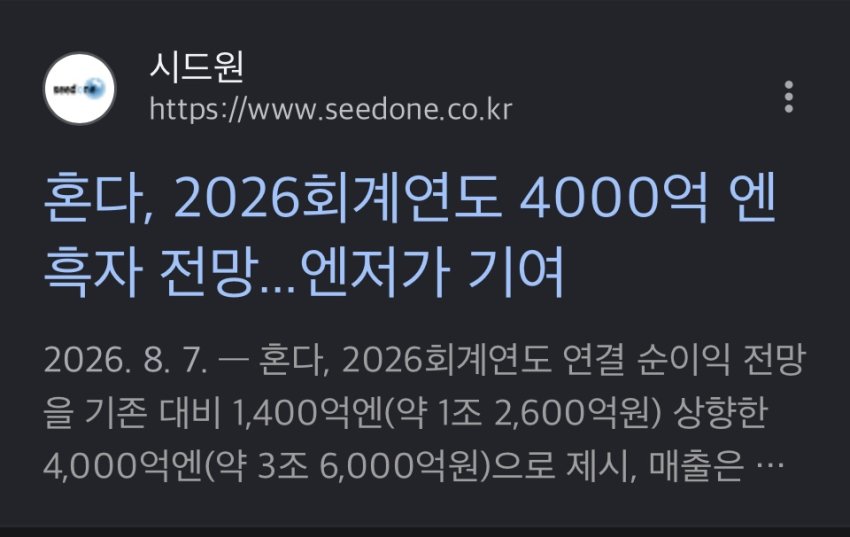 seedone
시드원
https://www.seedone.co.kr
혼다, 2026회계연도 4000억 엔
흑자 전망...엔저가 기여
2026. 8. 7. — 혼다, 2026회계연도 연결 순이익 전망
을 기존 대비 1,400억엔(약 1조 2,600억원) 상향한
4,000억엔(약 3조 6,000억원)으로 제시, 매출은 ...